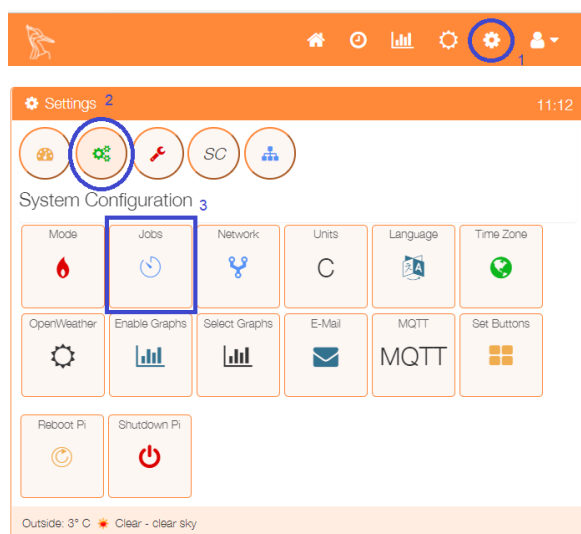 1
Settings 2 11:12
SC
System Configuration 3
Mode Jobs Network Units Language Time Zone
C
OpenWeather Enable Graphs Select Graphs E-Mail MQTT Set Buttons
MQTT
Reboot Pi Shutdown Pi
Outside: 3° C Clear - clear sky